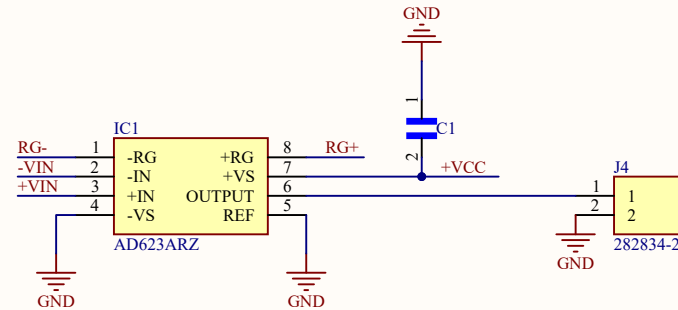 GND
1
C1
2
IC1
J4
RG- 1 -RG +RG 8 RG+
-VIN 2 -IN +VS 7 +VCC
+VIN 3 +IN OUTPUT 6 1 1
4 -VS REF 5 2 2
AD623ARZ 282834-2
GND GND GND